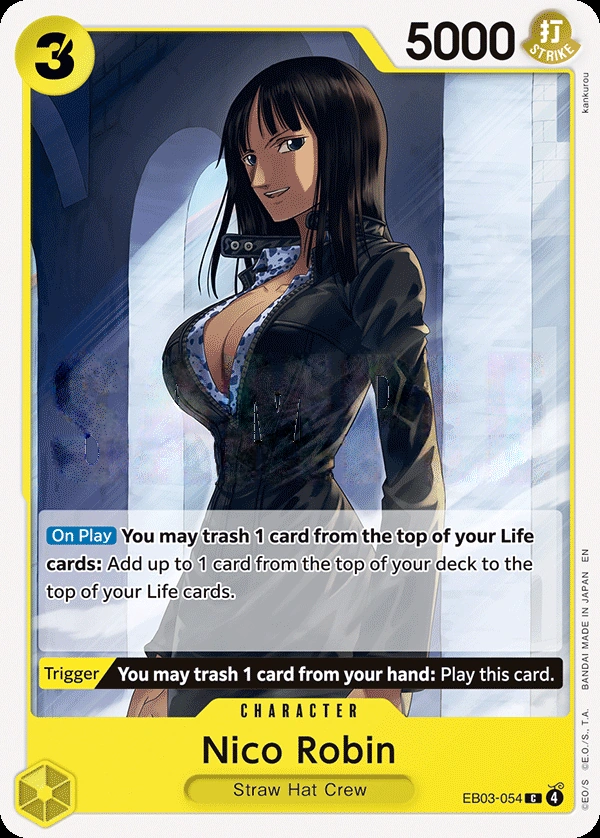 3
5000
打
STRIKE
kankurou
On Play You may trash 1 card from the top of your Life
cards: Add up to 1 card from the top of your deck to the
top of your Life cards.
Trigger You may trash 1 card from your hand: Play this card.
CHARACTER
Nico Robin
Straw Hat Crew
EB03-054 C 4
©EO/S ©E.O./S., T.A. BANDAI MADE IN JAPAN EN